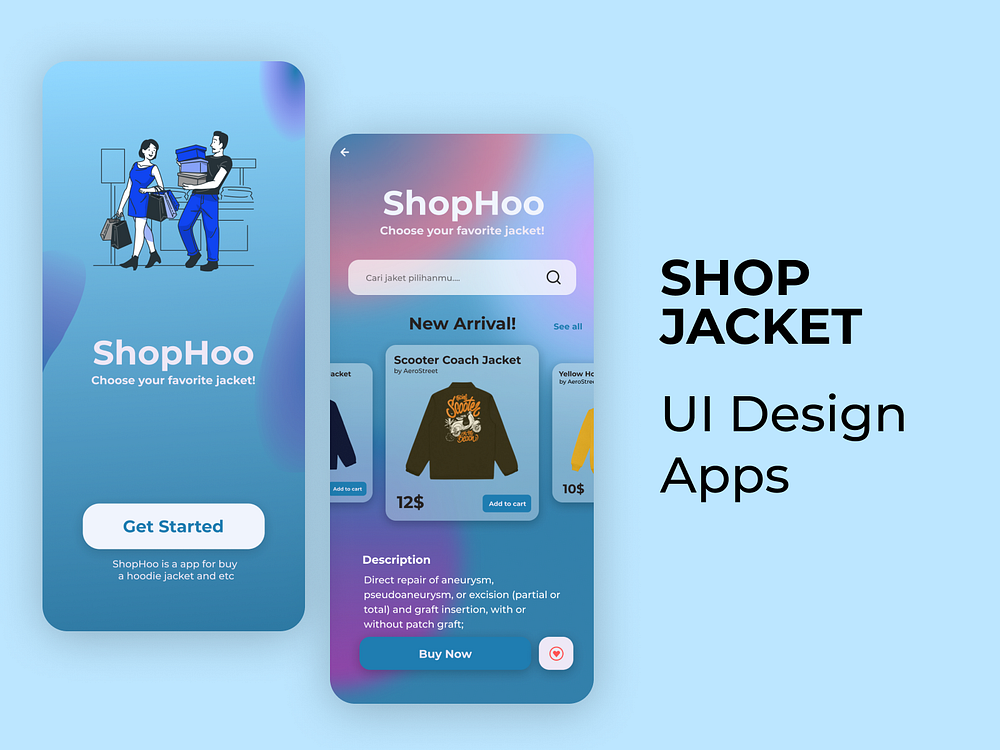 ShopHoo
Choose your favorite jacket!
Get Started
ShopHoo is a app for buy
a hoodie jacket and etc
ShopHoo
Choose your favorite jacket!
Cari jaket pilihanmu....
New Arrival!
See all
acket
Add to cart
Scooter Coach Jacket
by AeroStreet
Scooter
12$
Add to cart
Yellow Ho
by AeroStree
10$
Description
Direct repair of aneurysm,
pseudoaneurysm, or excision (partial or
total) and graft insertion, with or
without patch graft;
Buy Now
SHOP
JACKET
UI Design
Apps